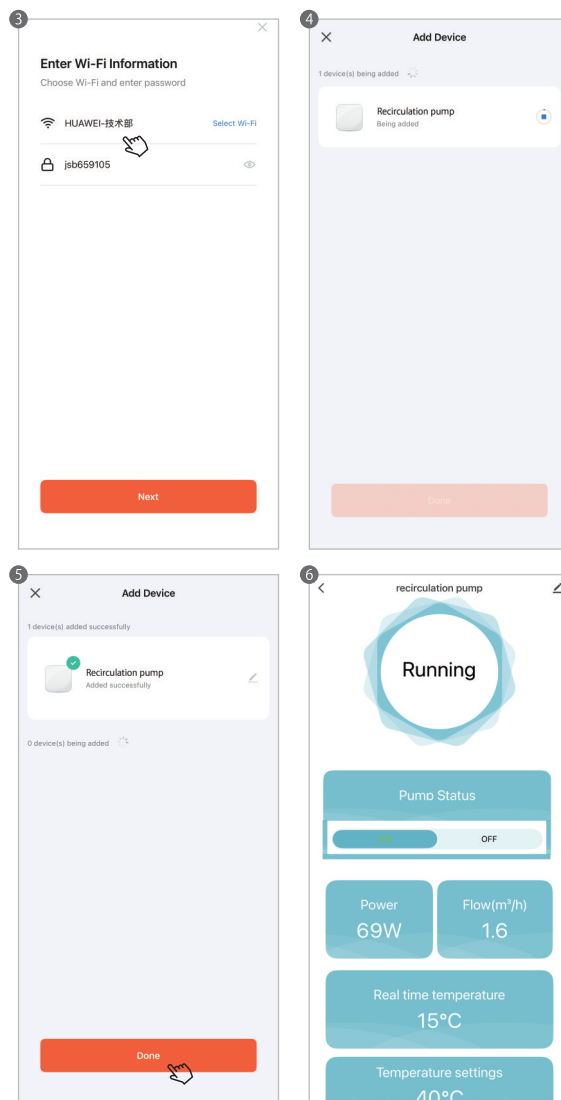 3
Enter Wi-Fi Information
Choose Wi-Fi and enter password
HUAWEI-技术部 Select Wi-Fi
jsb659105
Next
4
Add Device
1 device(s) being added
Recirculation pump
Being added
Done
5
Add Device
1 device(s) added successfully
Recirculation pump
Added successfully
0 device(s) being added
Done
6
recirculation pump
Running
Pump Status
OFF
Power
69W
Flow(m³/h)
1.6
Real time temperature
15°C
Temperature settings
40°C